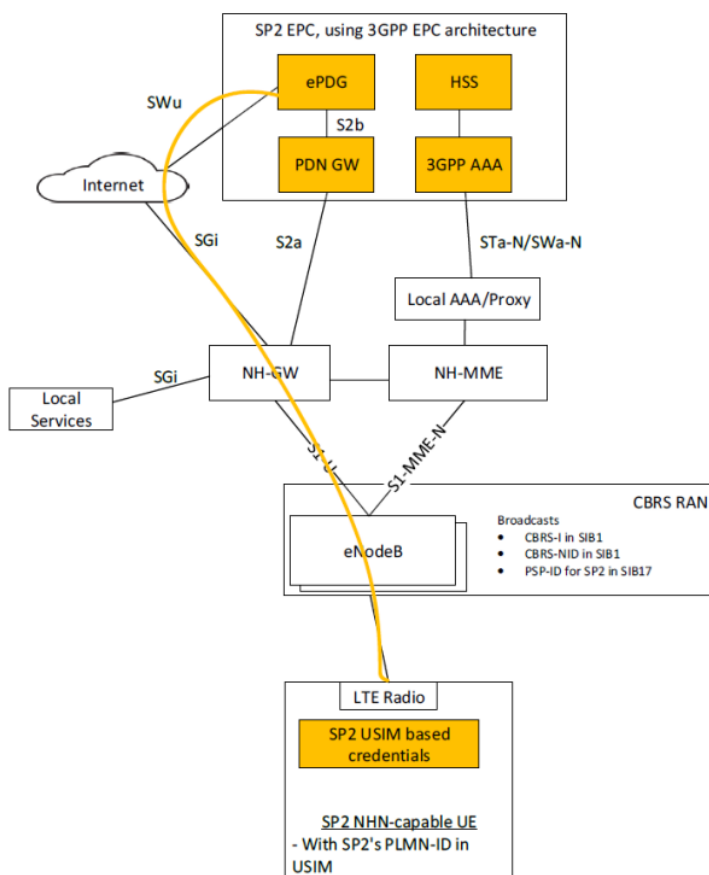 SP2 EPC, using 3GPP EPC architecture
ePDG
HSS
SWu
S2b
PDN GW
3GPP AAA
Internet
SGi
S2a
STa-N/SWa-N
Local AAA/Proxy
NH-GW
NH-MME
SGi
Local
Services
S1-U
S1-MME-N
CBRS RAN
Broadcasts
• CBRS-I in SIB1
• CBRS-NID in SIB1
• PSP-ID for SP2 in SIB17
eNodeB
LTE Radio
SP2 USIM based
credentials
SP2 NHN-capable UE
- With SP2's PLMN-ID in
USIM